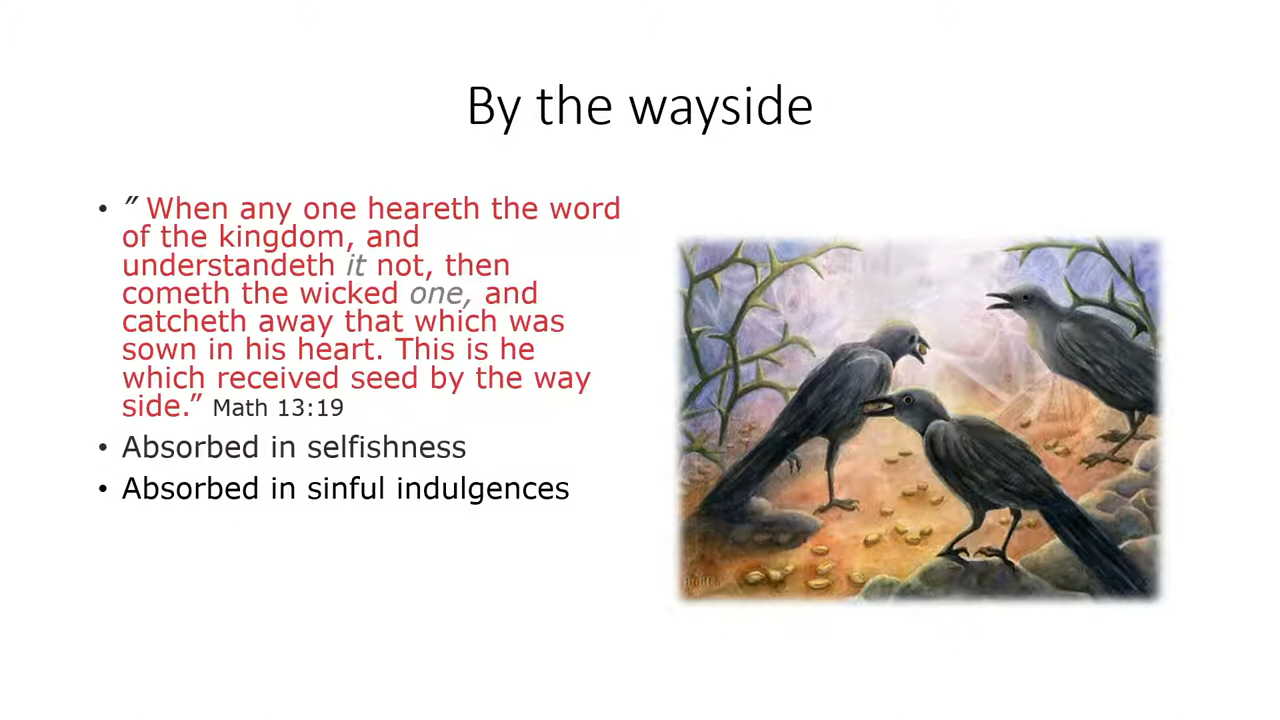 By the wayside
• ” When any one heareth the word
of the kingdom, and
understandeth it not, then
cometh the wicked one, and
catcheth away that which was
sown in his heart. This is he
which received seed by the way
side.” Math 13:19
• Absorbed in selfishness
• Absorbed in sinful indulgences